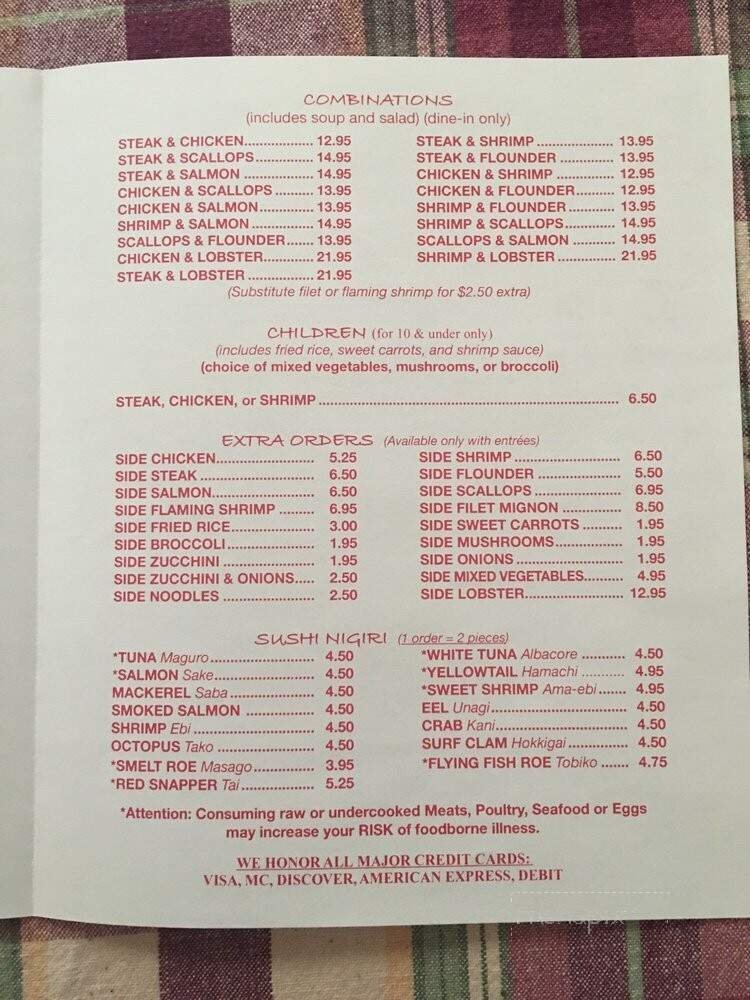 COMBINATIONS
(includes soup and salad) (dine-in only)
STEAK & CHICKEN.................. 12.95
STEAK & SCALLOPS............... 14.95
STEAK & SALMON .................. 14.95
CHICKEN & SCALLOPS .......... 13.95
CHICKEN & SALMON............... 13.95
SHRIMP & SALMON ................ 14.95
SCALLOPS & FLOUNDER....... 13.95
CHICKEN & LOBSTER............. 21.95
STEAK & LOBSTER ................. 21.95
STEAK & SHRIMP .................... 13.95
STEAK & FLOUNDER .............. 13.95
CHICKEN & SHRIMP ............... 12.95
CHICKEN & FLOUNDER.......... 12.95
SHRIMP & FLOUNDER ............ 13.95
SHRIMP & SCALLOPS............. 14.95
SCALLOPS & SALMON ........... 14.95
SHRIMP & LOBSTER ............... 21.95
(Substitute filet or flaming shrimp for $2.50 extra)
CHILDREN (for 10 & under only)
(includes fried rice, sweet carrots, and shrimp sauce)
(choice of mixed vegetables, mushrooms, or broccoli)
STEAK, CHICKEN, or SHRIMP .............................................................................. 6.50
EXTRA ORDERS (Available only with entrées)
SIDE CHICKEN.......................... 5.25
SIDE STEAK .............................. 6.50
SIDE SALMON........................... 6.50
SIDE FLAMING SHRIMP ......... 6.95
SIDE FRIED RICE...................... 3.00
SIDE BROCCOLI....................... 1.95
SIDE ZUCCHINI ........................ 1.95
SIDE ZUCCHINI & ONIONS..... 2.50
SIDE NOODLES ........................ 2.50
SIDE SHRIMP ............................ 6.50
SIDE FLOUNDER ...................... 5.50
SIDE SCALLOPS ....................... 6.95
SIDE FILET MIGNON ................ 8.50
SIDE SWEET CARROTS .......... 1.95
SIDE MUSHROOMS.................. 1.95
SIDE ONIONS ............................ 1.95
SIDE MIXED VEGETABLES.......... 4.95
SIDE LOBSTER.......................... 12.95
SUSHI NIGIRI (1 order = 2 pieces)
*TUNA Maguro........................... 4.50
*SALMON Sake.......................... 4.50
MACKEREL Saba ...................... 4.50
SMOKED SALMON .................. 4.50
SHRIMP Ebi ................................ 4.50
OCTOPUS Tako ......................... 4.50
*SMELT ROE Masago................ 3.95
*RED SNAPPER Tai................... 5.25
*WHITE TUNA Albacore ........... 4.50
*YELLOWTAIL Hamachi ........... 4.95
*SWEET SHRIMP Ama-ebi....... 4.95
EEL Unagi................................... 4.50
CRAB Kani.................................. 4.50
SURF CLAM Hokkigai............... 4.50
*FLYING FISH ROE Tobiko ....... 4.75
*Attention: Consuming raw or undercooked Meats, Poultry, Seafood or Eggs
may increase your RISK of foodborne illness.
WE HONOR ALL MAJOR CREDIT CARDS:
VISA, MC, DISCOVER, AMERICAN EXPRESS, DEBIT